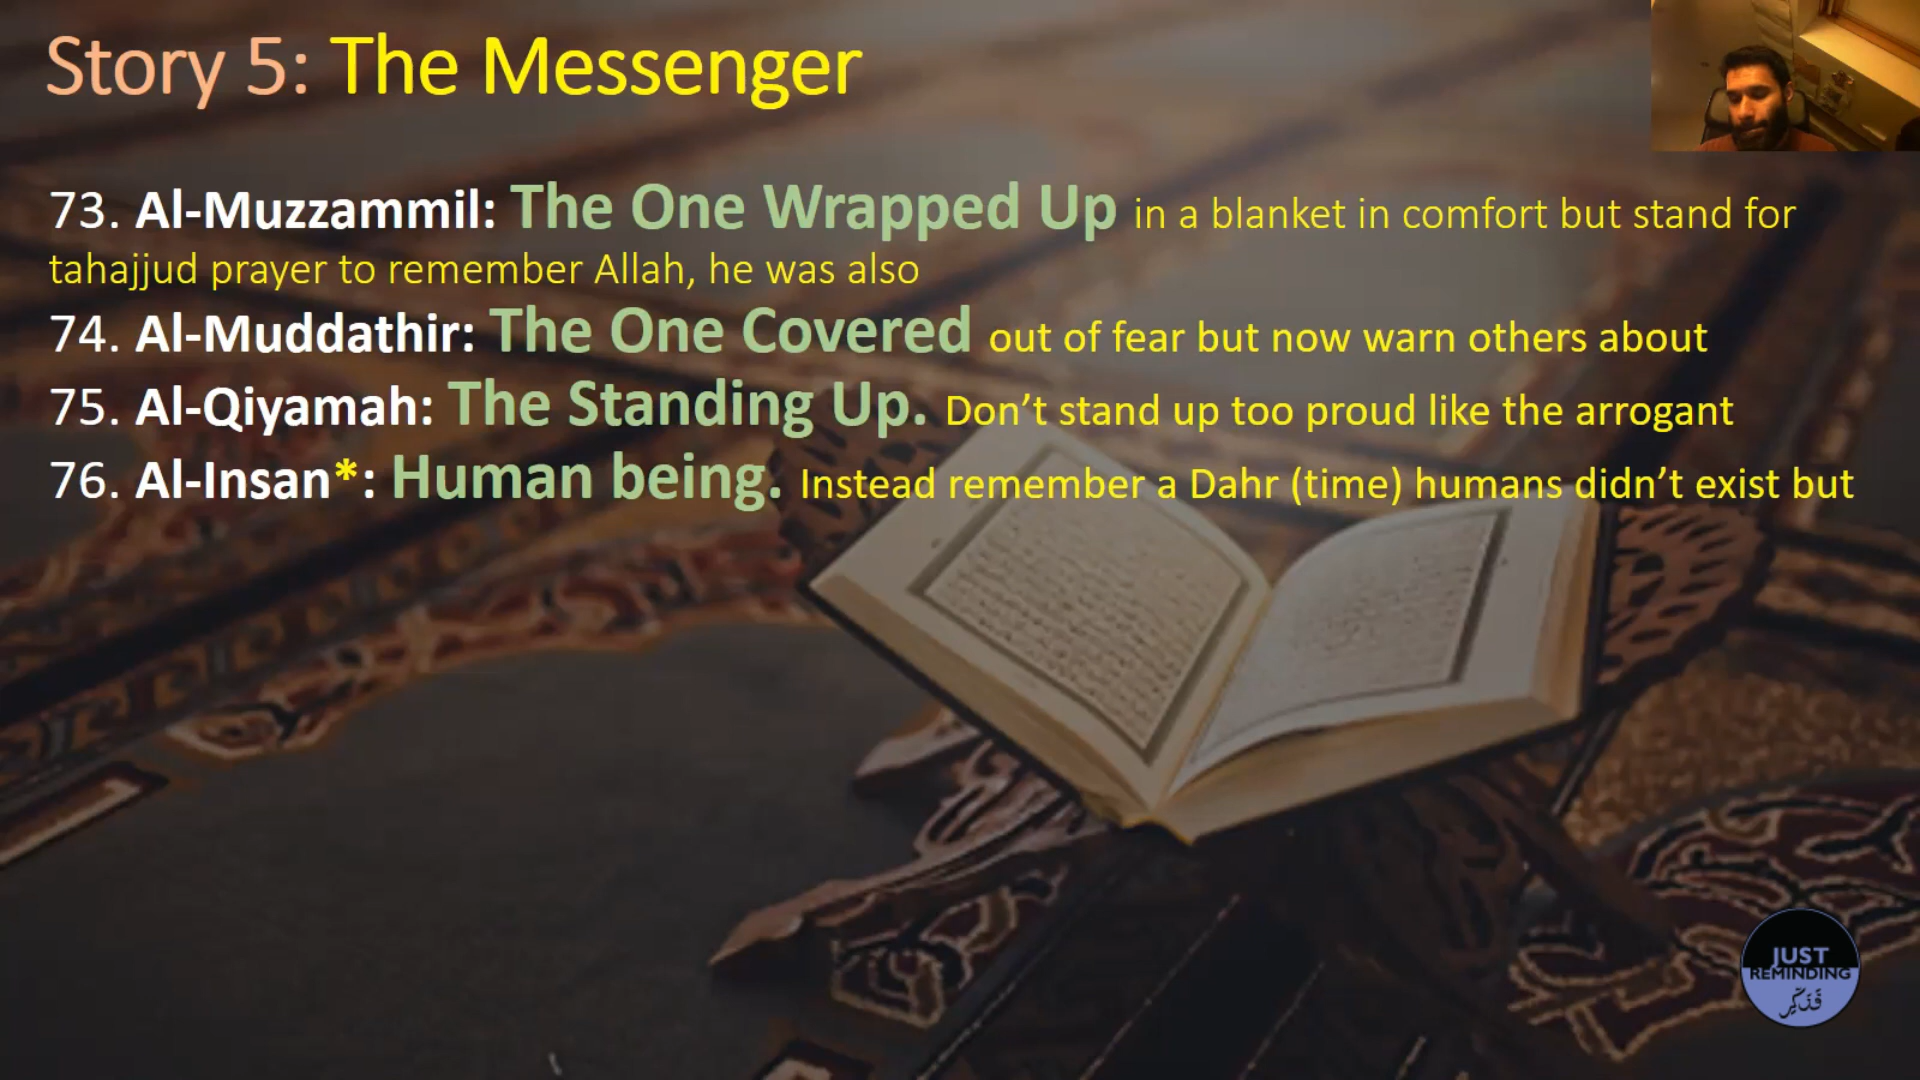 Story 5: The Messenger
73. Al-Muzzammil: The One Wrapped Up in a blanket in comfort but stand for
tahajjud prayer to remember Allah, he was also
74. Al-Muddathir: The One Covered out of fear but now warn others about
75. Al-Qiyamah: The Standing Up. Don’t stand up too proud like the arrogant
76. Al-Insan*: Human being. Instead remember a Dahr (time) humans didn’t exist but
JUST
REMINDING
فَذَكِّر